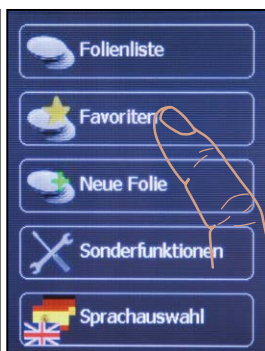 Folienliste
Favoriten
Neue Folie
Sonderfunktionen
Sprachauswahl